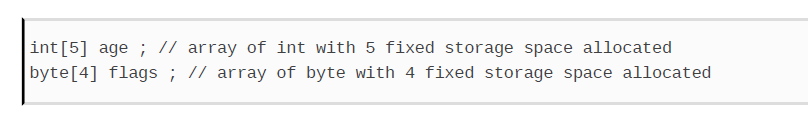 int[5] age ; // array of int with 5 fixed storage space allocated
byte[4] flags ; // array of byte with 4 fixed storage space allocated